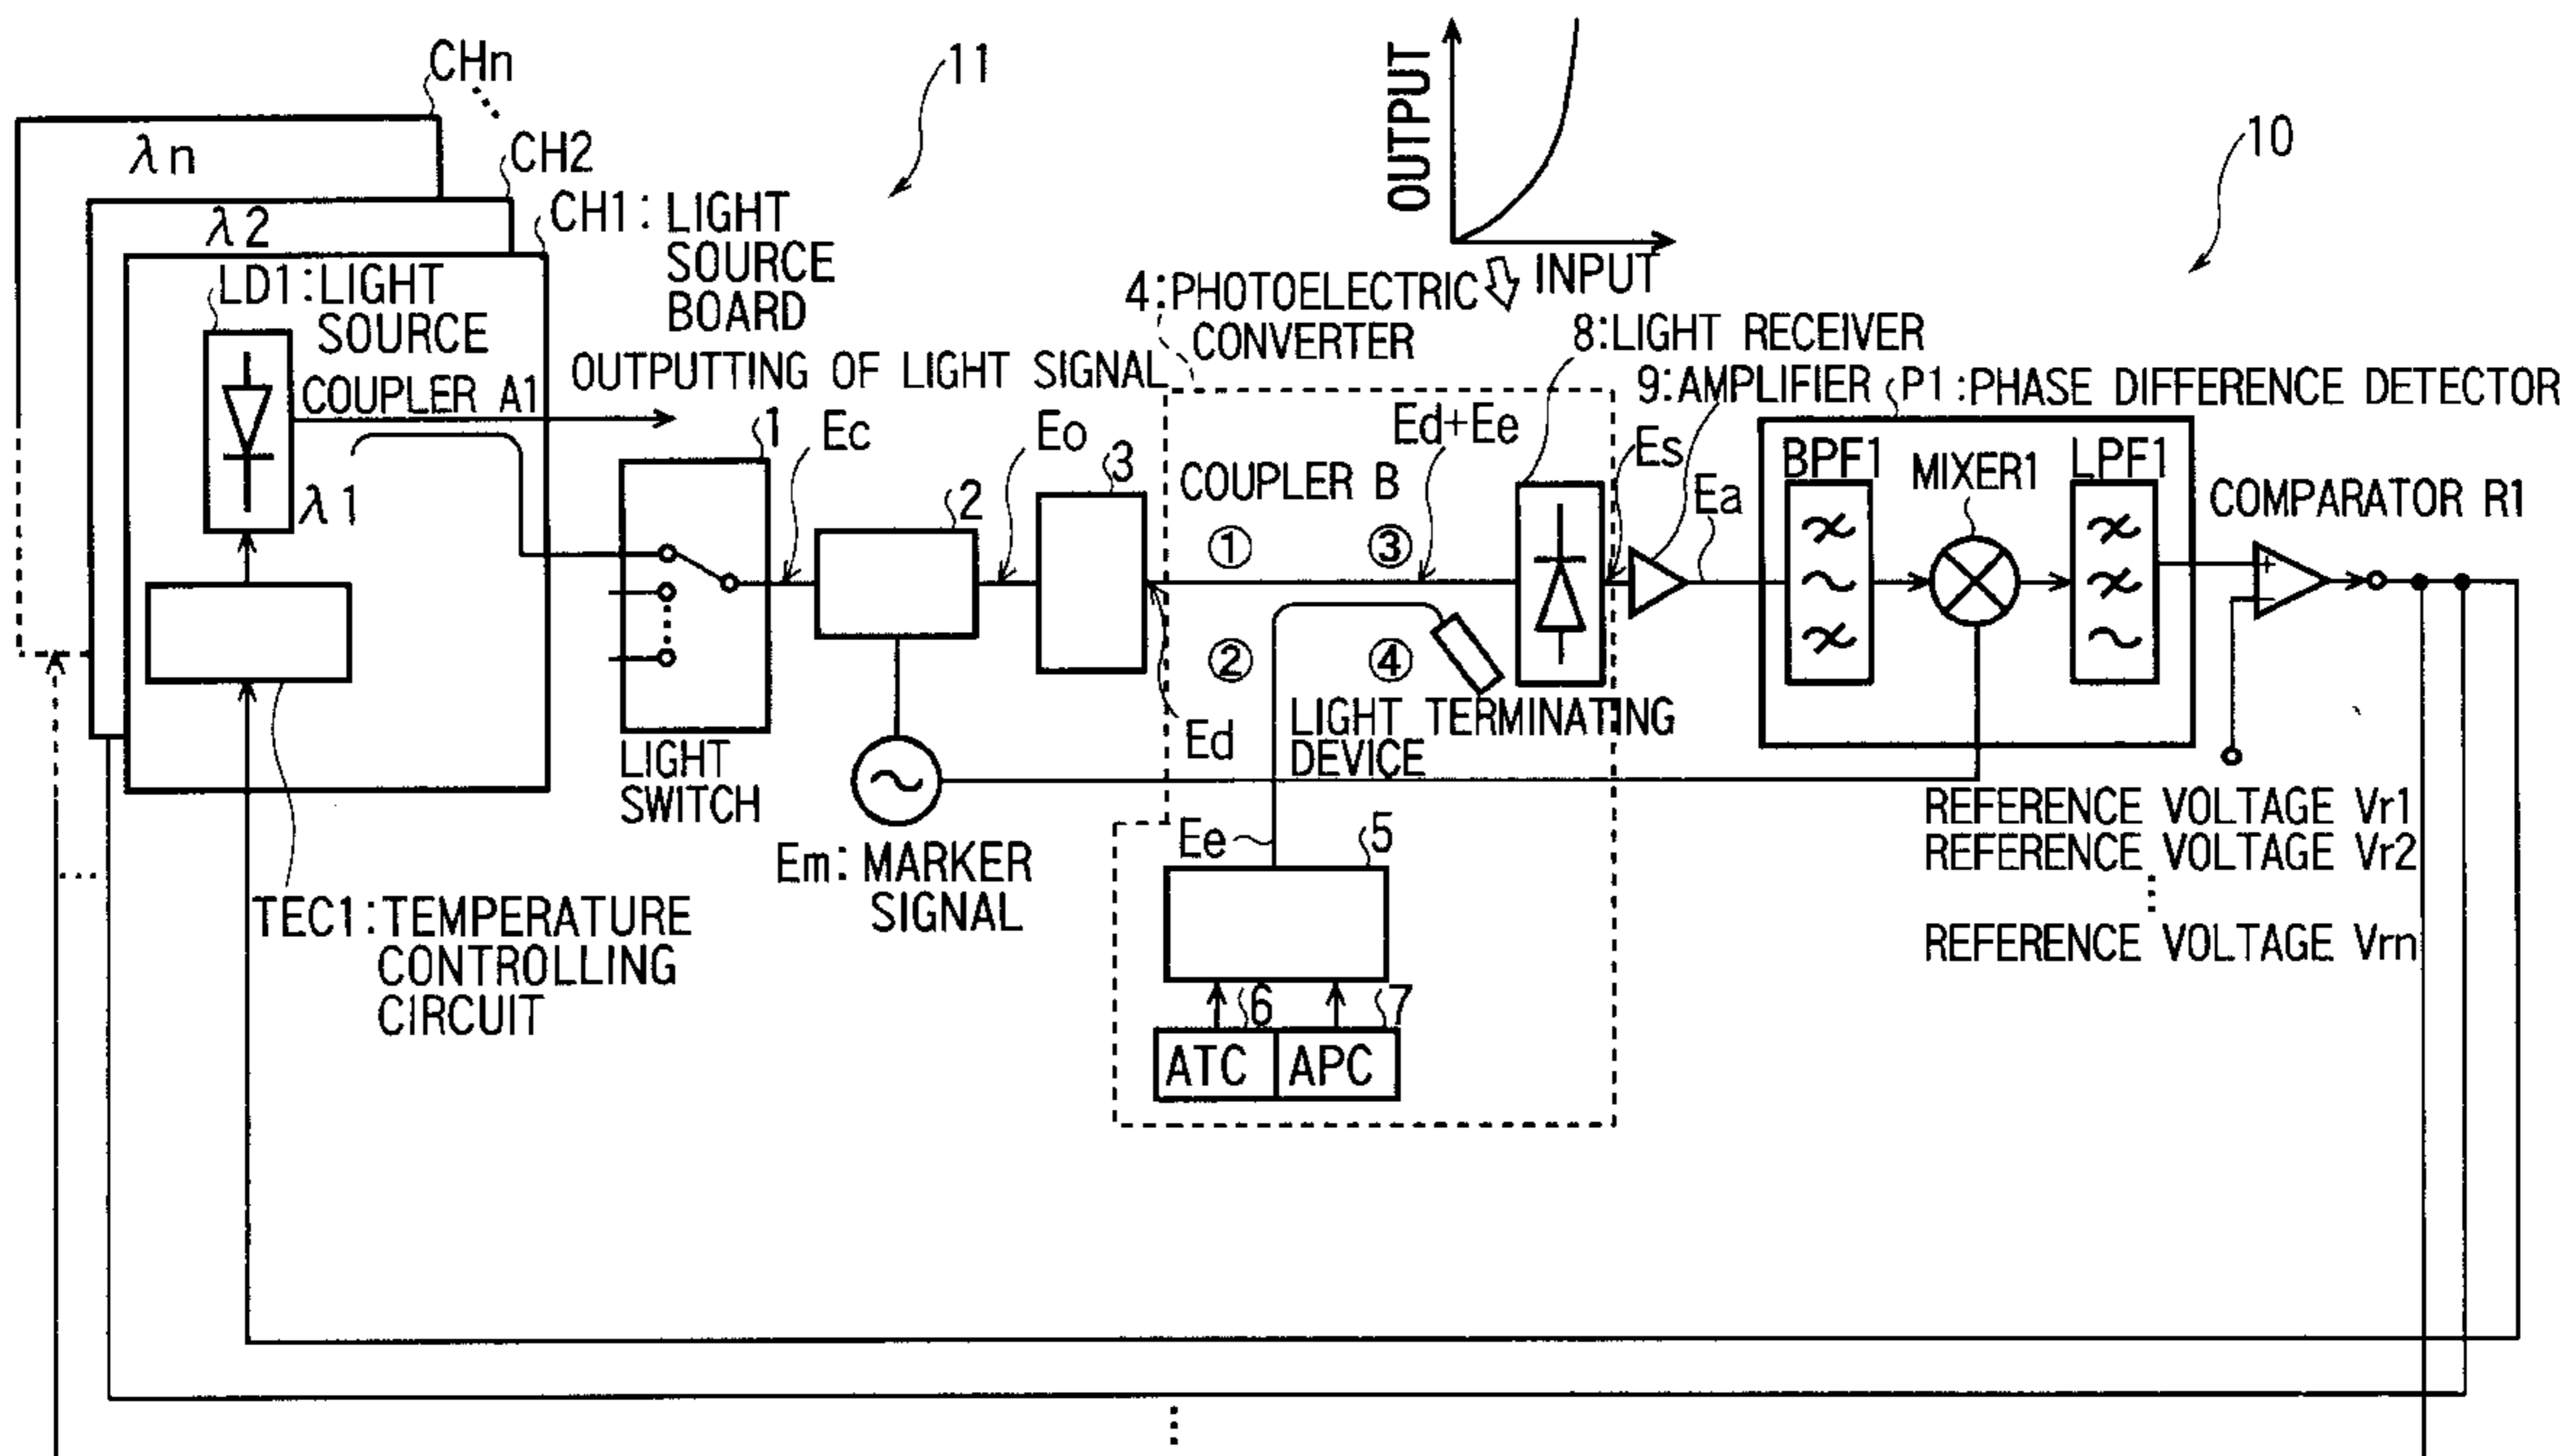 CHn
11
OUTPUT
10
λn
CH2
λ2
CH1: LIGHT
SOURCE
BOARD
INPUT
LD1: LIGHT
SOURCE
4: PHOTOELECTRIC
CONVERTER
8: LIGHT RECEIVER
OUTPUTTING OF LIGHT SIGNAL
COUPLER A1
9: AMPLIFIER
P1: PHASE DIFFERENCE DETECTOR
1
Ec
Eo
3
Ed+Ee
Es
COUPLER B
BPF1
MIXER1
LPF1
COMPARATOR R1
λ1
2
Ea
①
③
②
④
Ed
LIGHT TERMINATING
DEVICE
LIGHT
SWITCH
REFERENCE VOLTAGE Vr1
REFERENCE VOLTAGE Vr2
REFERENCE VOLTAGE Vrn
Em: MARKER
SIGNAL
Ee
5
TEC1: TEMPERATURE
CONTROLLING
CIRCUIT
6
7
ATC
APC